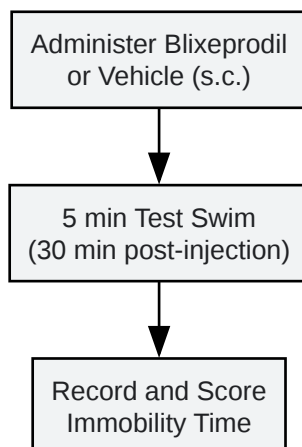 Administer Blixeprodil
or Vehicle (s.c.)
5 min Test Swim
(30 min post-injection)
Record and Score
Immobility Time